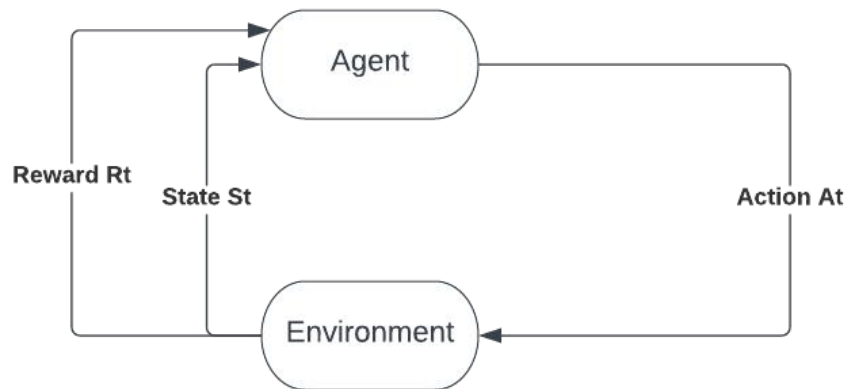 Agent
Reward Rt
State St
Action At
Environment